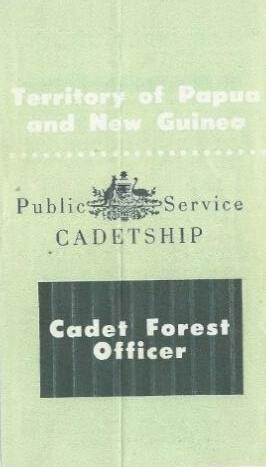 Territory of Papua
and New Guinea
Public Service
CADETSHIP
Cadet Forest
Officer